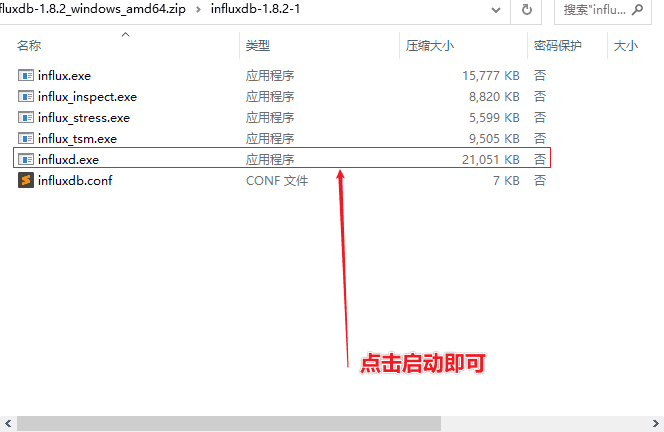 fluxdb-1.8.2_windows_amd64.zip > influxdb-1.8.2-1 搜索"influ...
名称 类型 压缩大小 密码保护 大小
influx.exe 应用程序 15,777 KB 否
influx_inspect.exe 应用程序 8,820 KB 否
influx_stress.exe 应用程序 5,599 KB 否
influx_tsm.exe 应用程序 9,505 KB 否
influxd.exe 应用程序 21,051 KB 否
influxdb.conf CONF 文件 7 KB 否
点击启动即可